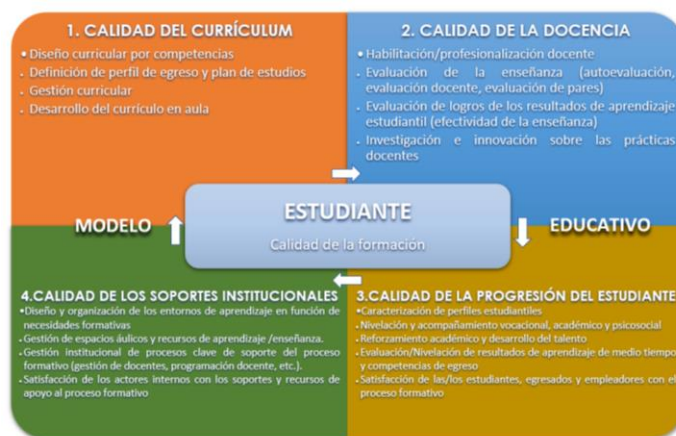 1. CALIDAD DEL CURRÍCULUM
•Diseño curricular por competencias
• Definición de perfil de egreso y plan de estudios
• Gestión curricular
• Desarrollo del currículo en aula
2. CALIDAD DE LA DOCENCIA
•Habilitación/profesionalización docente
• Evaluación de la enseñanza (autoevaluación,
evaluación docente, evaluación de pares)
• Evaluación de logros de los resultados de aprendizaje
estudiantil (efectividad de la enseñanza)
• Investigación e innovación sobre las prácticas
docentes
MODELO
ESTUDIANTE
Calidad de la formación
EDUCATIVO
4.CALIDAD DE LOS SOPORTES INSTITUCIONALES
•Diseño y organización de los entornos de aprendizaje en función de
necesidades formativas
• Gestión de espacios áulicos y recursos de aprendizaje /enseñanza.
• Gestión institucional de procesos clave de soporte del proceso
formativo (gestión de docentes, programación docente, etc.).
• Satisfacción de los actores internos con los soportes y recursos de
apoyo al proceso formativo
3.CALIDAD DE LA PROGRESIÓN DEL ESTUDIANTE
•Caracterización de perfiles estudiantiles
• Nivelación y acompañamiento vocacional, académico y psicosocial
• Reforzamiento académico y desarrollo del talento
• Evaluación/Nivelación de resultados de aprendizaje de medio tiempo
y competencias de egreso
• Satisfacción de las/los estudiantes, egresados y empleadores con el
proceso formativo